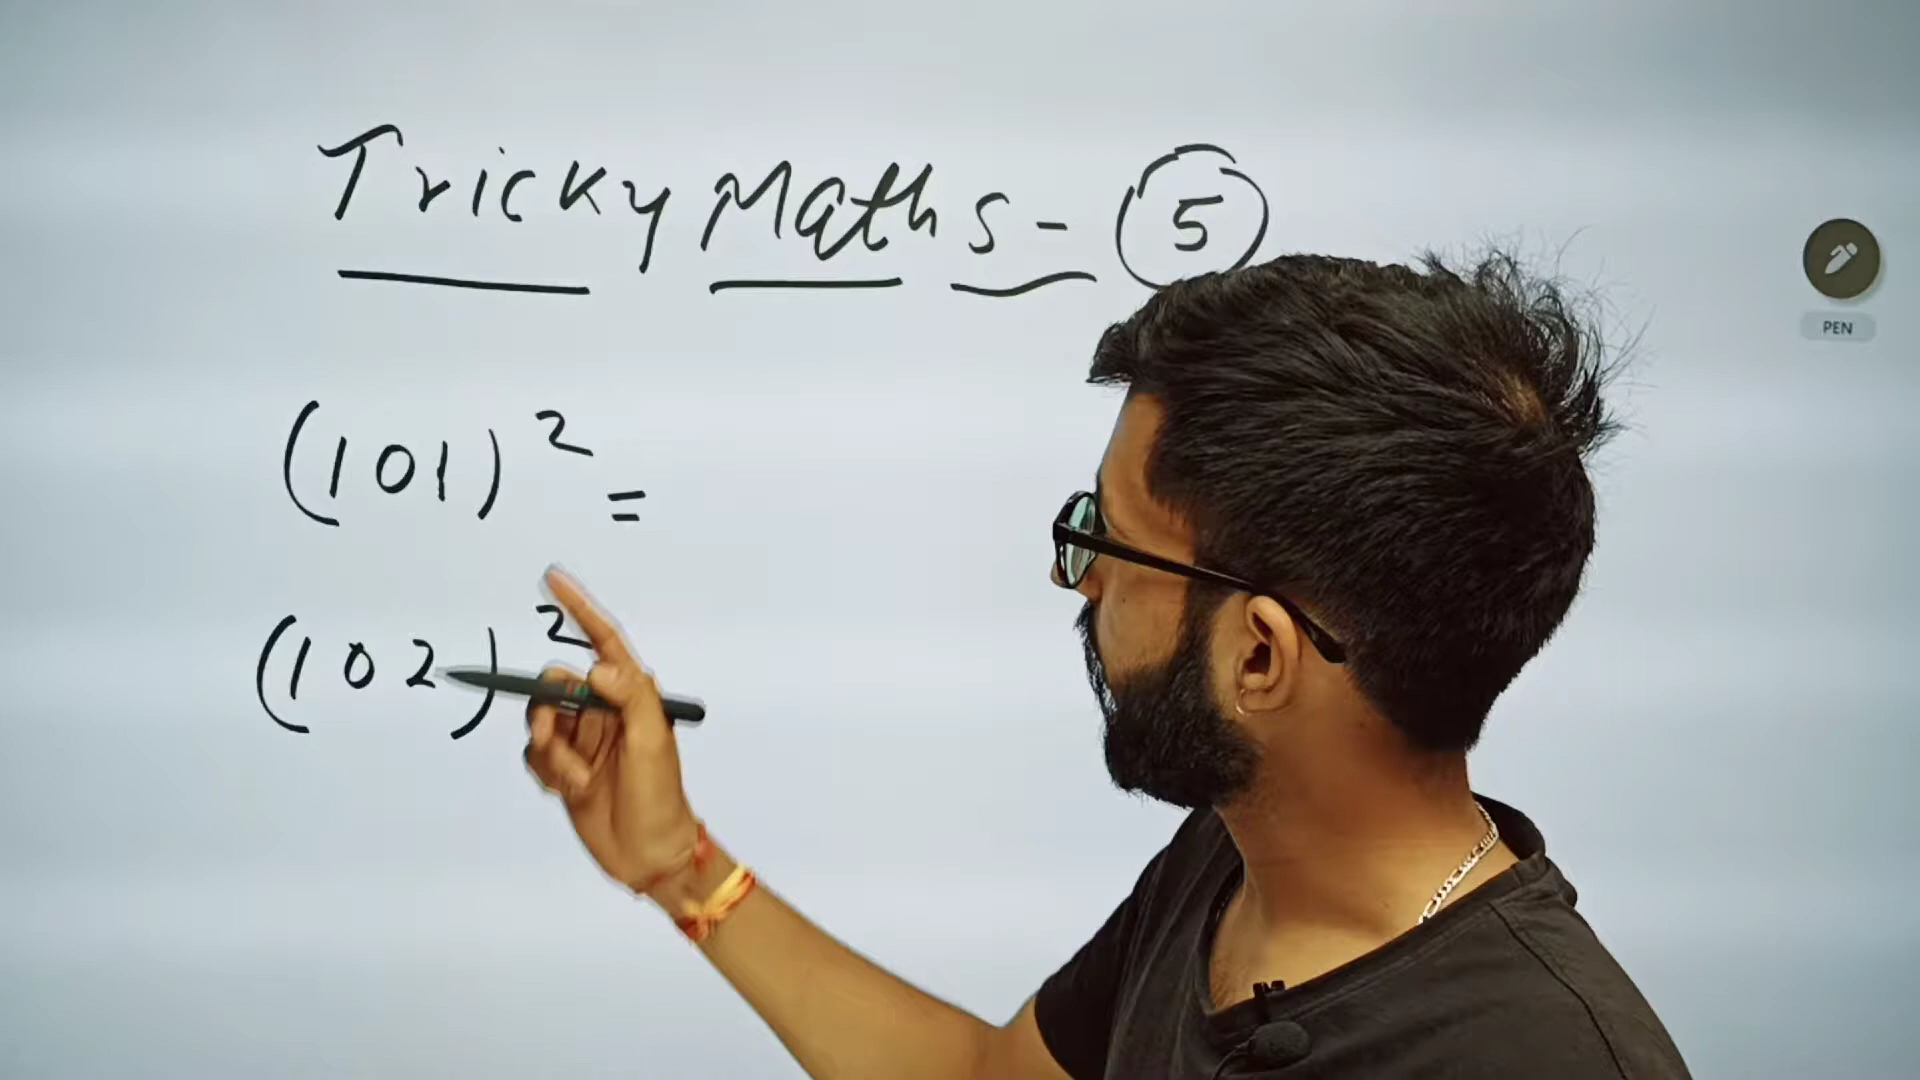 Tricky Maths - 5
PEN
(101)² =
(102)²